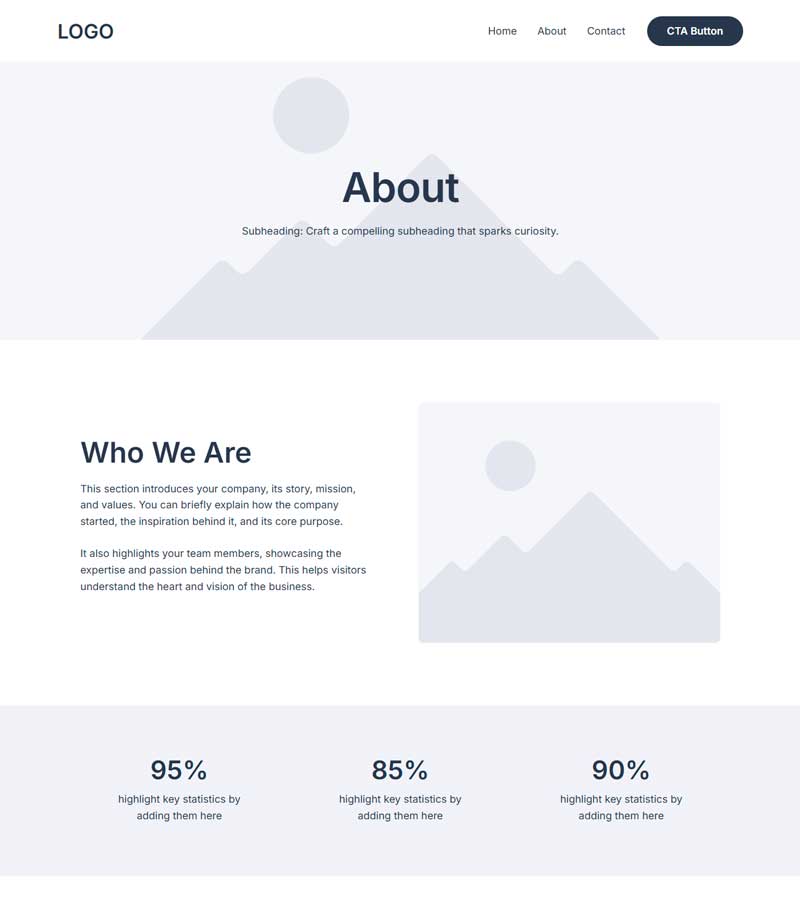 LOGO
Home About Contact CTA Button
About
Subheading: Craft a compelling subheading that sparks curiosity.
Who We Are
This section introduces your company, its story, mission,
and values. You can briefly explain how the company
started, the inspiration behind it, and its core purpose.
It also highlights your team members, showcasing the
expertise and passion behind the brand. This helps visitors
understand the heart and vision of the business.
95%
highlight key statistics by
adding them here
85%
highlight key statistics by
adding them here
90%
highlight key statistics by
adding them here